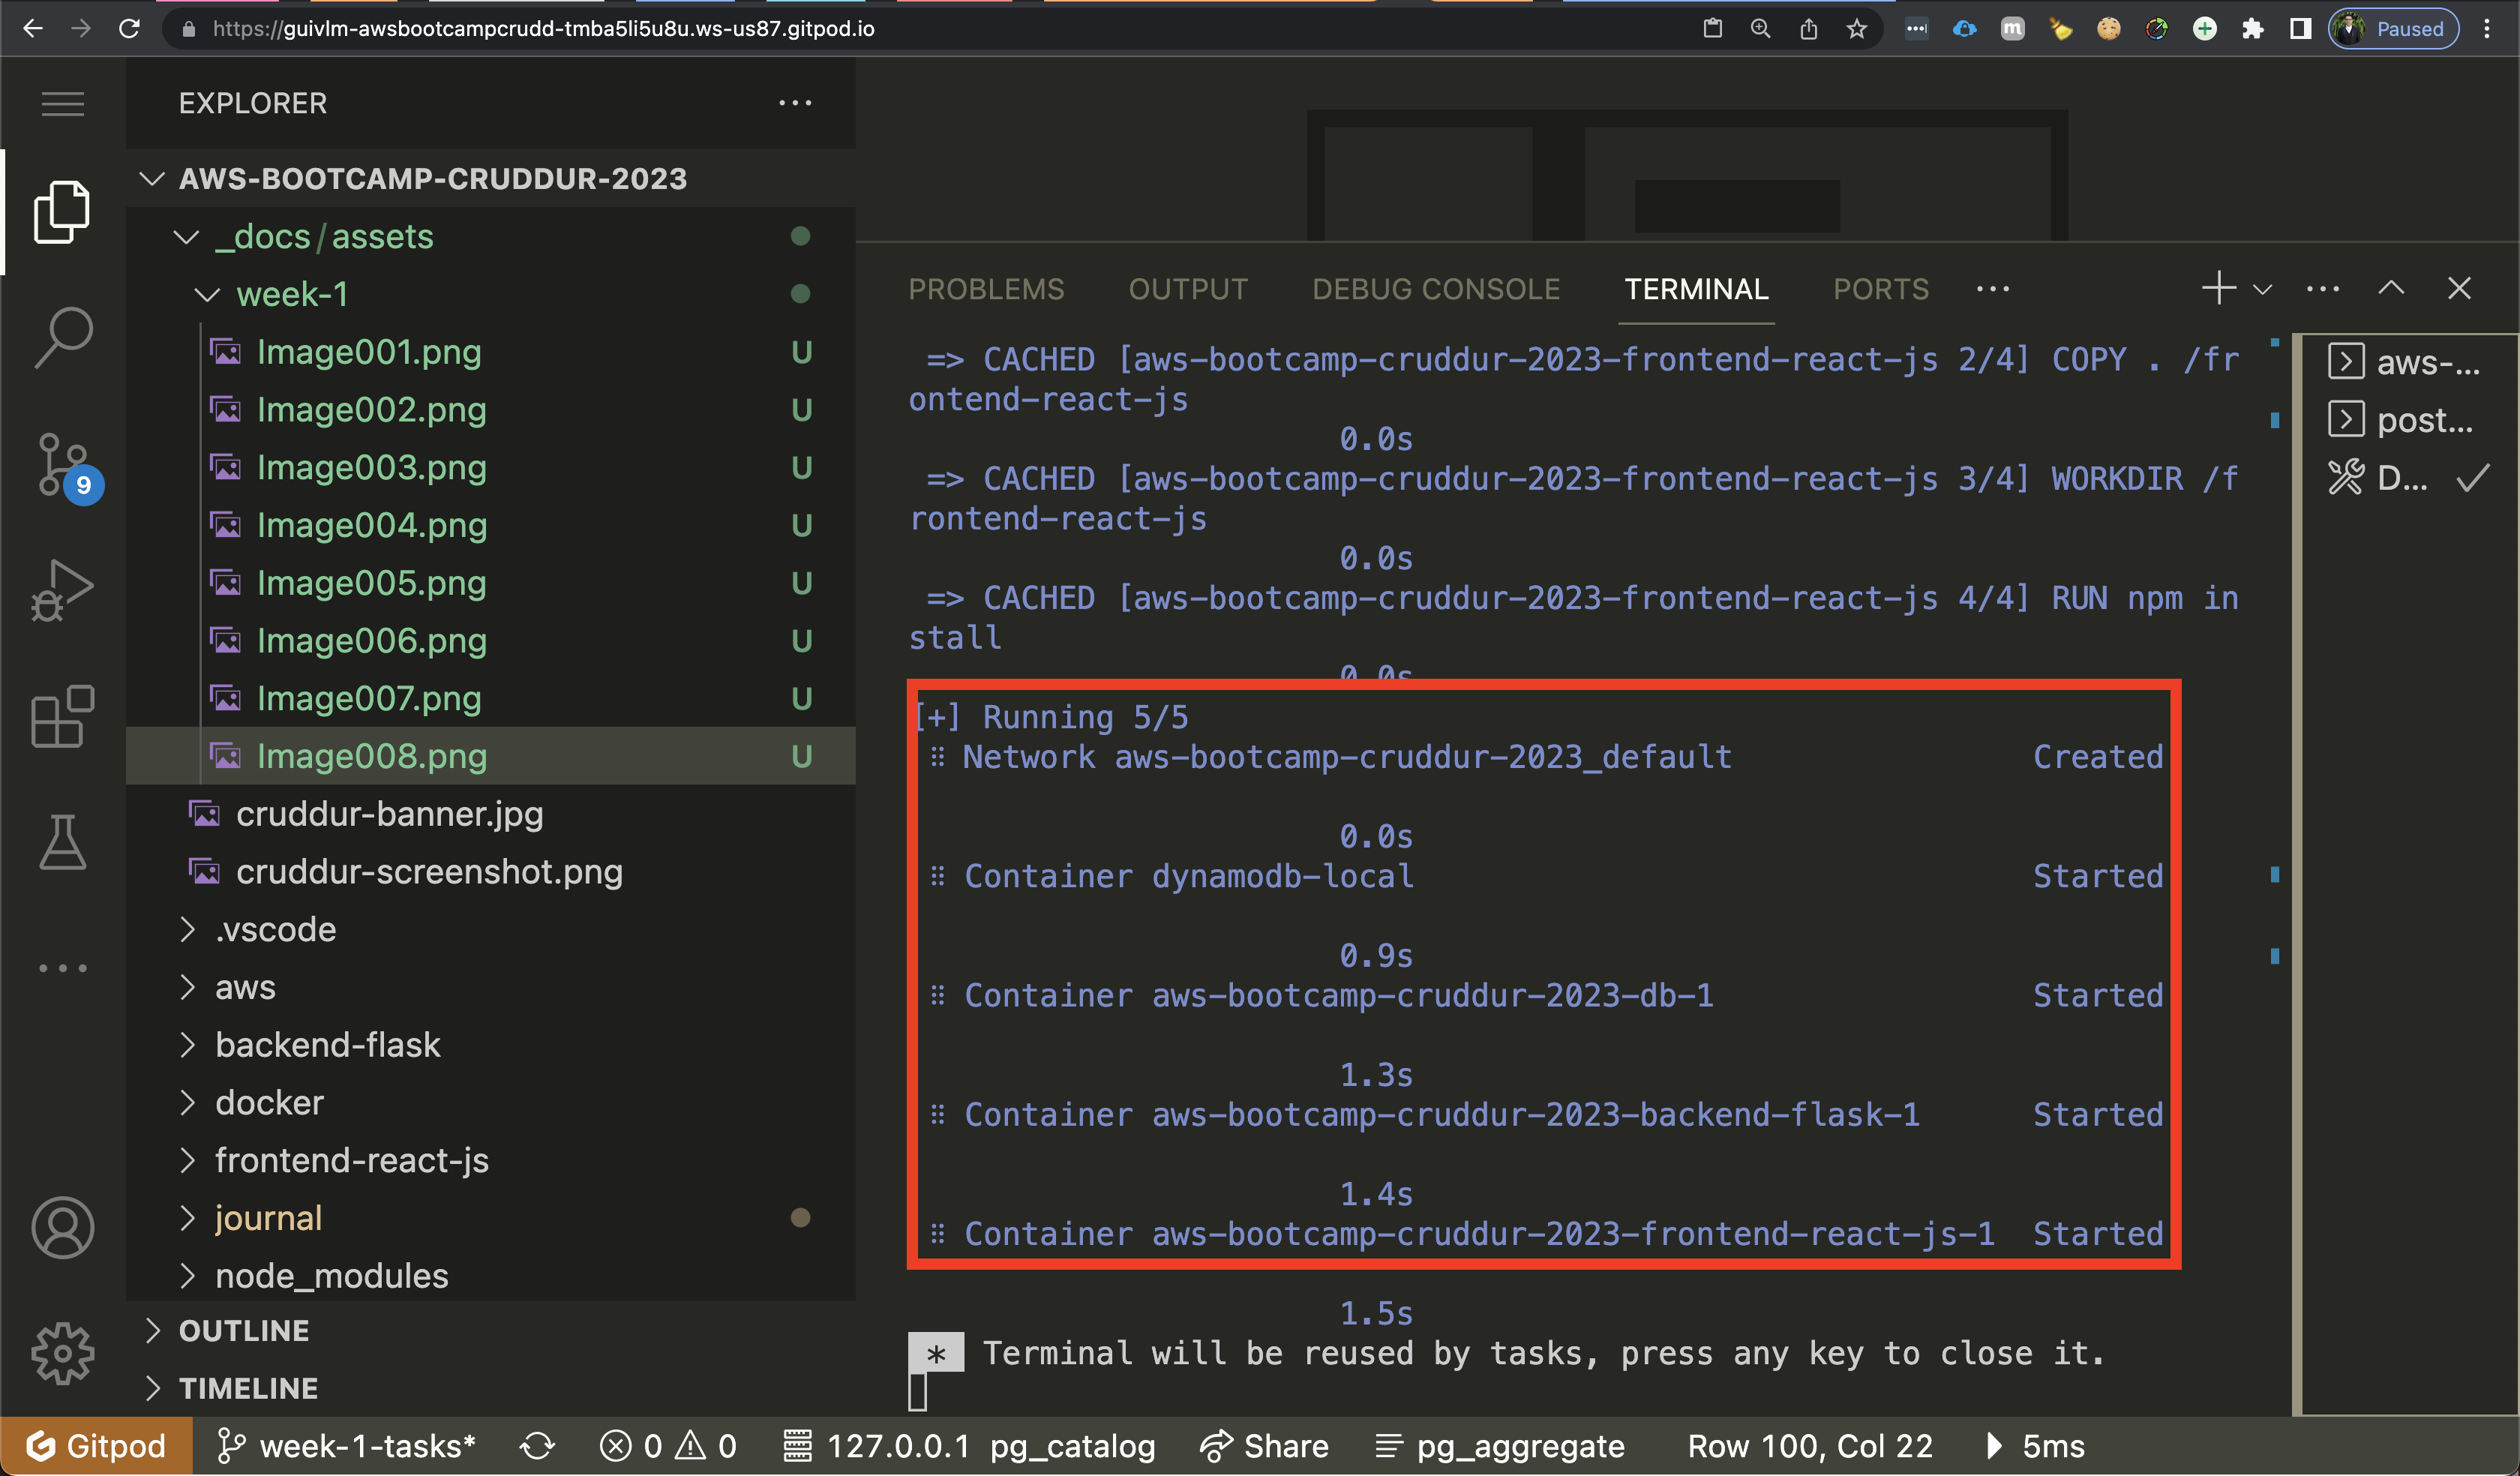 https://guivlm-awsbootcampcrudd-tmba5li5u8u.ws-us87.gitpod.io
m
Paused
EXPLORER
AWS-BOOTCAMP-CRUDDUR-2023
_docs/assets
week-1
Image001.png U
Image002.png U
Image003.png U
Image004.png U
Image005.png U
Image006.png U
Image007.png U
Image008.png U
cruddur-banner.jpg
cruddur-screenshot.png
.vscode
aws
backend-flask
docker
frontend-react-js
journal
node_modules
OUTLINE
TIMELINE
9
PROBLEMS OUTPUT DEBUG CONSOLE TERMINAL PORTS
=> CACHED [aws-bootcamp-cruddur-2023-frontend-react-js 2/4] COPY . /fr
ontend-react-js
0.0s
=> CACHED [aws-bootcamp-cruddur-2023-frontend-react-js 3/4] WORKDIR /f
rontend-react-js
0.0s
=> CACHED [aws-bootcamp-cruddur-2023-frontend-react-js 4/4] RUN npm in
stall
0.0s
[+] Running 5/5
⠿ Network aws-bootcamp-cruddur-2023_default Created
0.0s
⠿ Container dynamodb-local Started
0.9s
⠿ Container aws-bootcamp-cruddur-2023-db-1 Started
1.3s
⠿ Container aws-bootcamp-cruddur-2023-backend-flask-1 Started
1.4s
⠿ Container aws-bootcamp-cruddur-2023-frontend-react-js-1 Started
1.5s
* Terminal will be reused by tasks, press any key to close it.
aws-...
post...
D...
Gitpod week-1-tasks* 0 0 127.0.0.1 pg_catalog Share pg_aggregate Row 100, Col 22 5ms